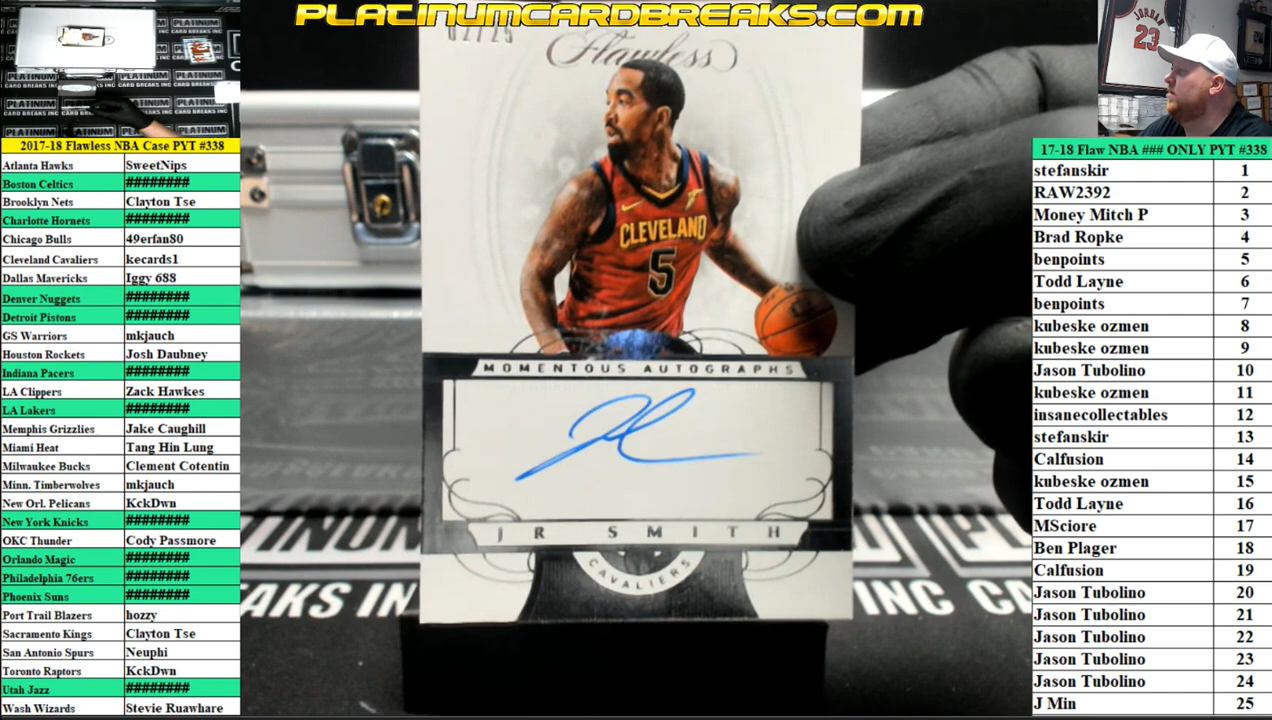 PLATINUMCARDBREAKS.COM
2017-18 Flawless NBA Case PYT #338
Atlanta Hawks SweetNips
Boston Celtics ########
Brooklyn Nets Clayton Tse
Charlotte Hornets ########
Chicago Bulls 49erfan80
Cleveland Cavaliers kecards1
Dallas Mavericks Iggy 688
Denver Nuggets ########
Detroit Pistons ########
GS Warriors mkjauch
Houston Rockets Josh Daubney
Indiana Pacers ########
LA Clippers Zack Hawkes
LA Lakers ########
Memphis Grizzlies Jake Caughill
Miami Heat Tang Hin Lung
Milwaukee Bucks Clement Cotentin
Minn. Timberwolves mkjauch
New Orl. Pelicans KckDwn
New York Knicks ########
OKC Thunder Cody Passmore
Orlando Magic ########
Philadelphia 76ers ########
Phoenix Suns ########
Port Trail Blazers hozzy
Sacramento Kings Clayton Tse
San Antonio Spurs Neuphi
Toronto Raptors KckDwn
Utah Jazz ########
Wash Wizards Stevie Ruawhare
02/25
Flawless
CLEVELAND
5
MOMENTOUS AUTOGRAPHS
JR SMITH
CAVALIERS
AKS IN
INC
JORDAN
23
17-18 Flaw NBA ### ONLY PYT #338
stefanskir 1
RAW2392 2
Money Mitch P 3
Brad Ropke 4
benpoints 5
Todd Layne 6
benpoints 7
kubeske ozmen 8
kubeske ozmen 9
Jason Tubolino 10
kubeske ozmen 11
insanecollectables 12
stefanskir 13
Calfusion 14
kubeske ozmen 15
Todd Layne 16
MSciore 17
Ben Plager 18
Calfusion 19
Jason Tubolino 20
Jason Tubolino 21
Jason Tubolino 22
Jason Tubolino 23
Jason Tubolino 24
J Min 25